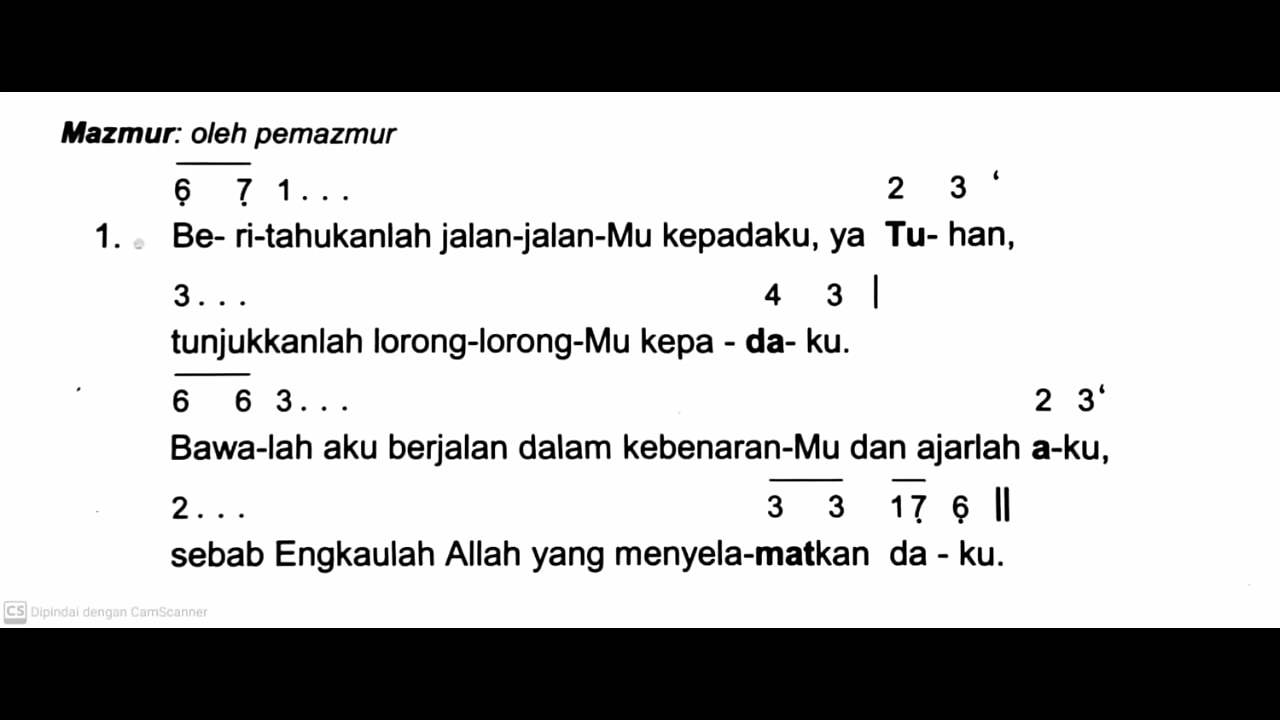 Mazmur: oleh pemazmur
6̣ 7̣ 1 . . . 2 3 ‘
1. Be- ri-tahukanlah jalan-jalan-Mu kepadaku, ya Tu- han,
3 . . . 4 3 |
tunjukkanlah lorong-lorong-Mu kepa - da- ku.
6 6 3 . . . 2 3 ‘
Bawa-lah aku berjalan dalam kebenaran-Mu dan ajarlah a-ku,
2 . . . 3 3 17̣ 6̣ ||
sebab Engkaulah Allah yang menyela-matkan da - ku.
CS Dipindai dengan CamScanner